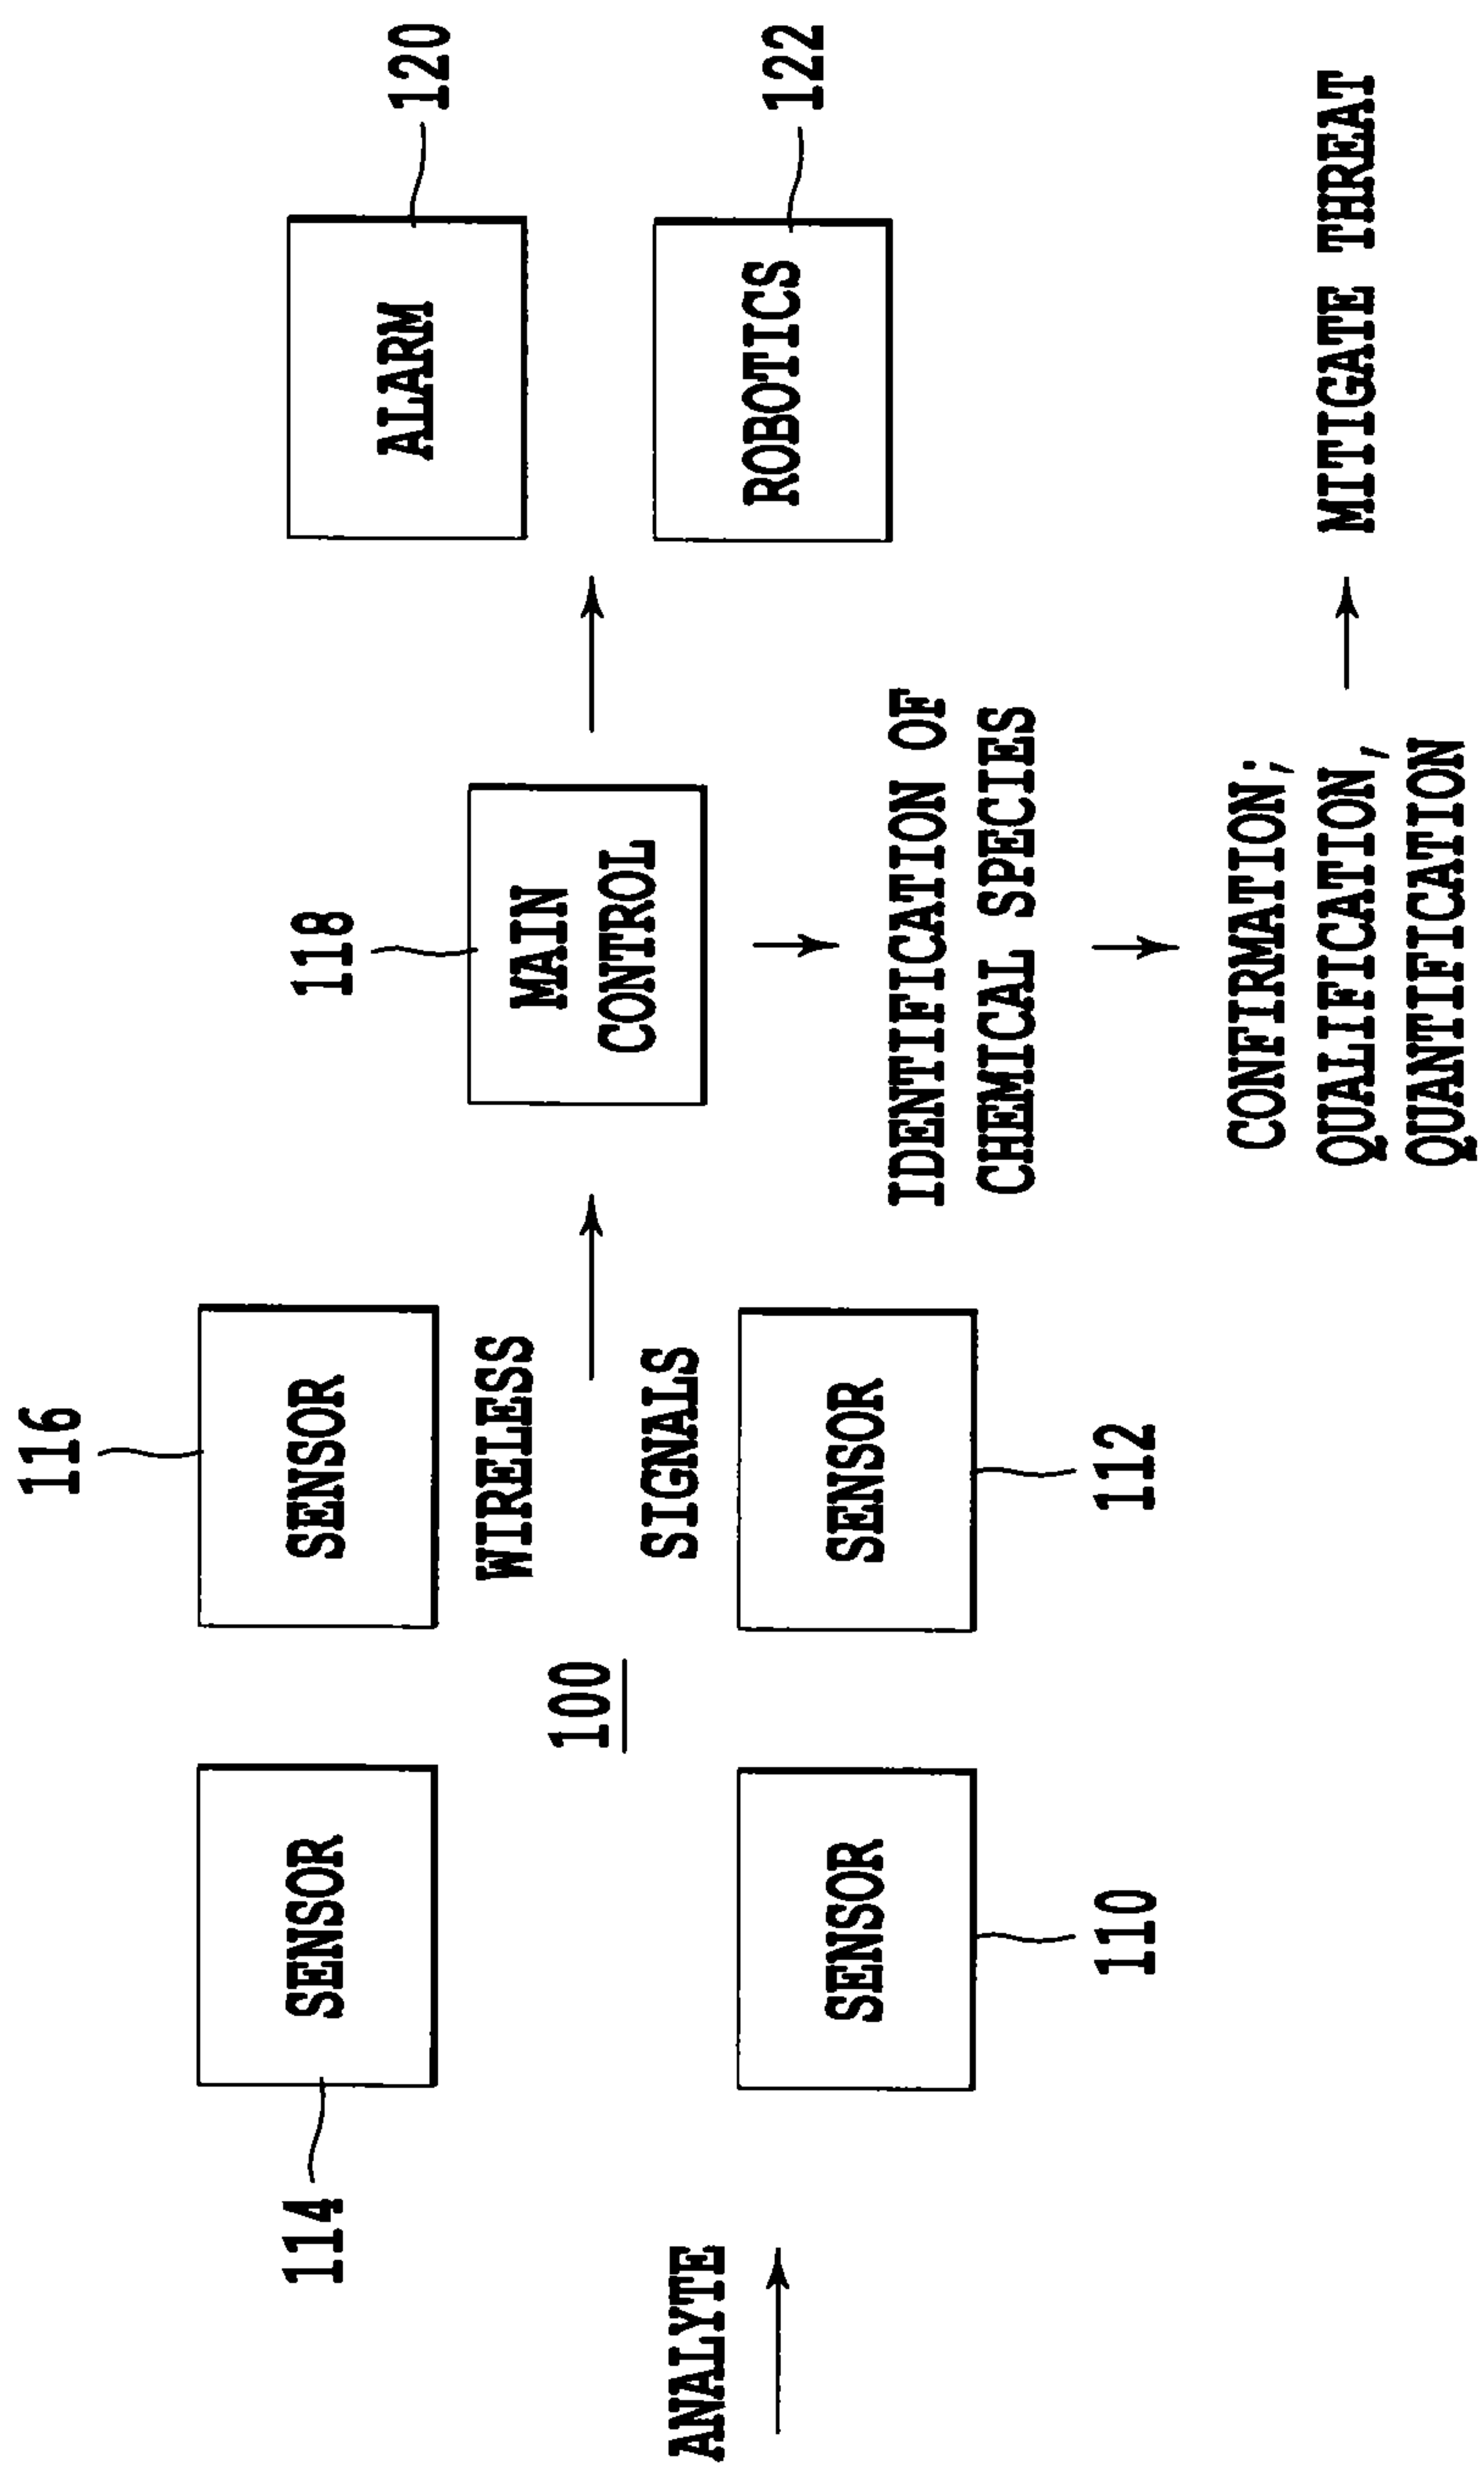 116
114
SENSOR
SENSOR
118
120
ALARM
WIRELESS
100
MAIN
CONTROL
SIGNALS
ANALYTE
122
ROBOTICS
SENSOR
SENSOR
IDENTIFICATION OF
CHEMICAL SPECIES
110
112
CONFIRMATION;
QUALIFICATION,
QUANTIFICATION
MITIGATE THREAT